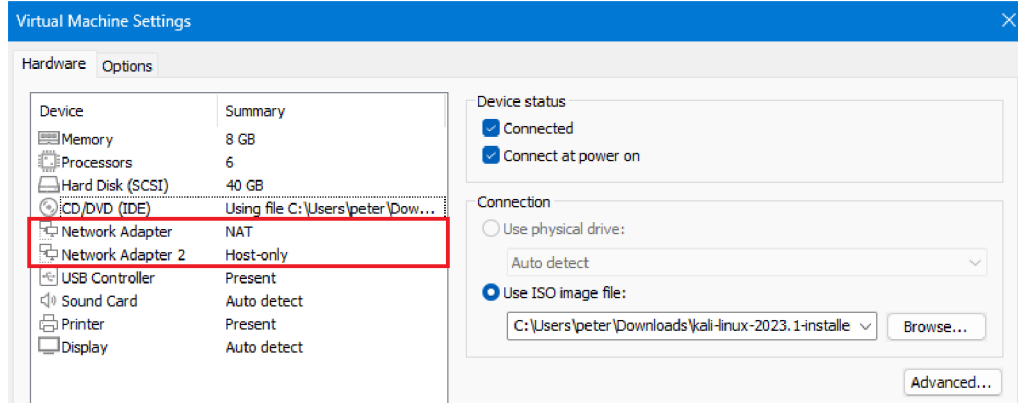 Virtual Machine Settings
Hardware Options
Device Summary
Memory 8 GB
Processors 6
Hard Disk (SCSI) 40 GB
CD/DVD (IDE) Using file C:\Users\peter\Dow...
Network Adapter NAT
Network Adapter 2 Host-only
USB Controller Present
Sound Card Auto detect
Printer Present
Display Auto detect
Device status
Connected
Connect at power on
Connection
Use physical drive:
Auto detect
Use ISO image file:
C:\Users\peter\Downloads\kali-linux-2023.1-installe Browse...
Advanced...